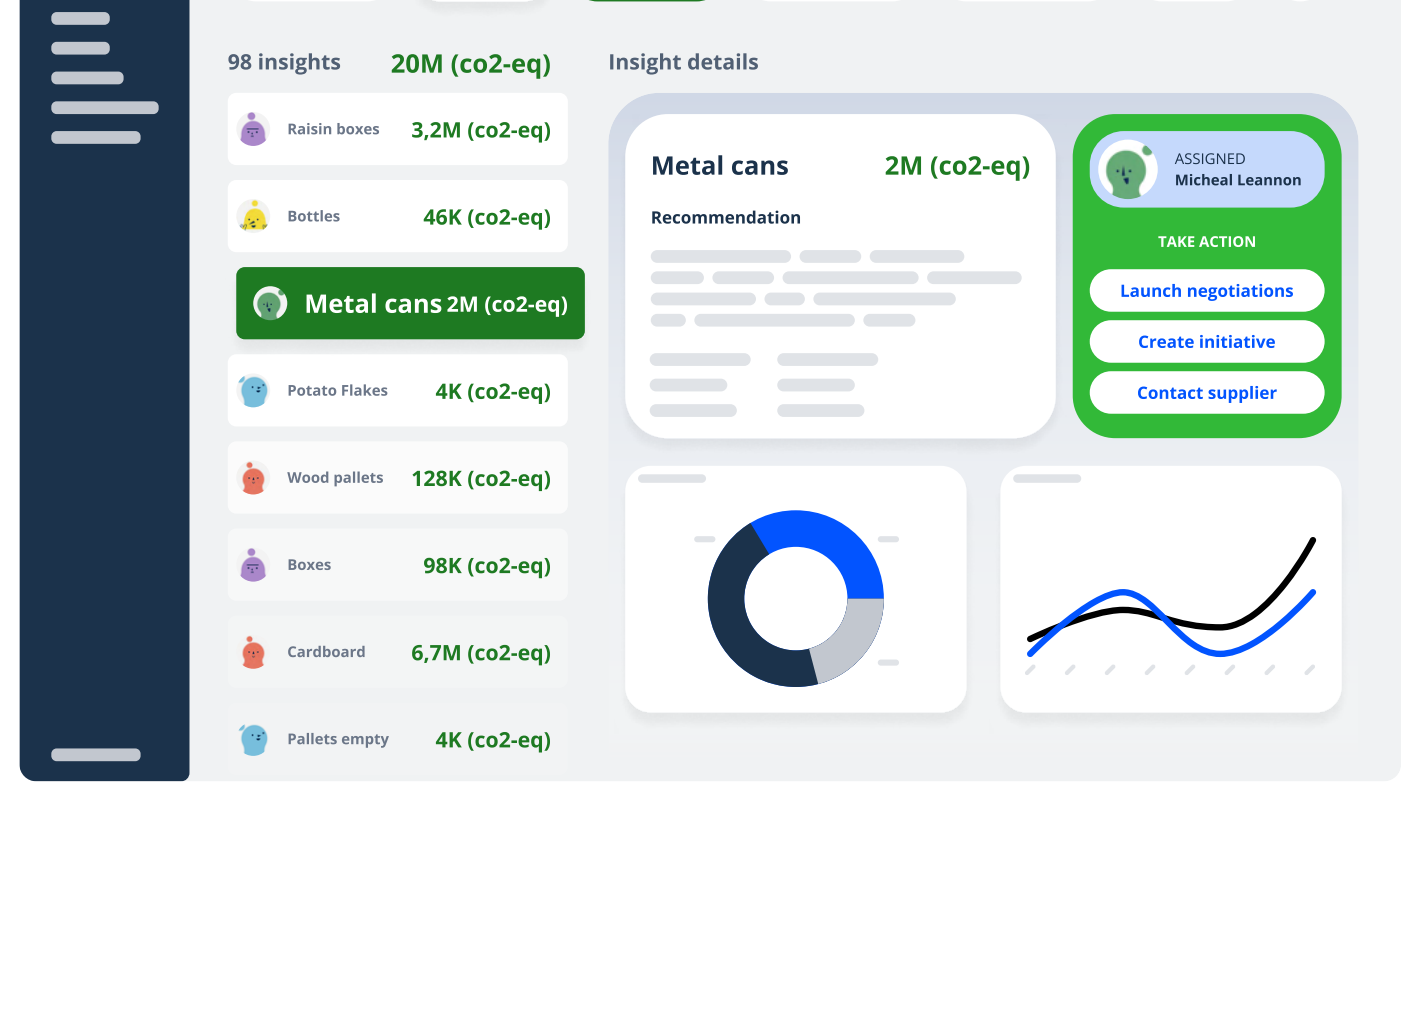 98 insights 20M (co2-eq)
Raisin boxes 3,2M (co2-eq)
Bottles 46K (co2-eq)
Metal cans 2M (co2-eq)
Potato Flakes 4K (co2-eq)
Wood pallets 128K (co2-eq)
Boxes 98K (co2-eq)
Cardboard 6,7M (co2-eq)
Pallets empty 4K (co2-eq)
Insight details
Metal cans 2M (co2-eq)
Recommendation
ASSIGNED
Micheal Leannon
TAKE ACTION
Launch negotiations
Create initiative
Contact supplier